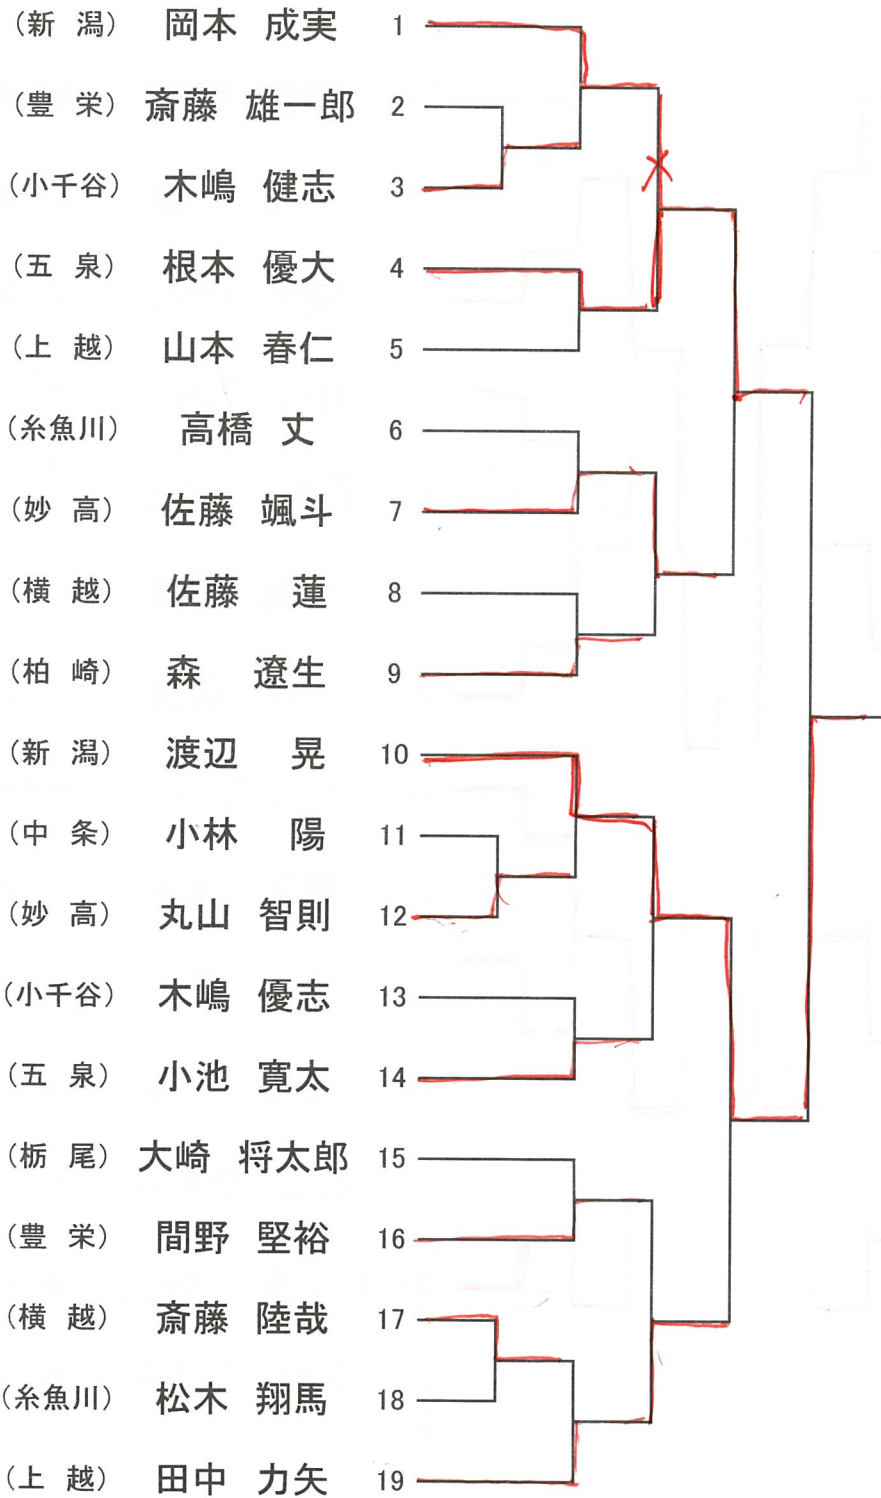 (新 潟) 岡本 成実 1
(豊 栄) 斎藤 雄一郎 2
(小千谷) 木嶋 健志 3
(五 泉) 根本 優大 4
(上 越) 山本 春仁 5
(糸魚川) 高橋 丈 6
(妙 高) 佐藤 颯斗 7
(横 越) 佐藤 蓮 8
(柏 崎) 森 遼生 9
(新 潟) 渡辺 晃 10
(中 条) 小林 陽 11
(妙 高) 丸山 智則 12
(小千谷) 木嶋 優志 13
(五 泉) 小池 寛太 14
(栃 尾) 大崎 将太郎 15
(豊 栄) 間野 堅裕 16
(横 越) 斎藤 陸哉 17
(糸魚川) 松木 翔馬 18
(上 越) 田中 力矢 19